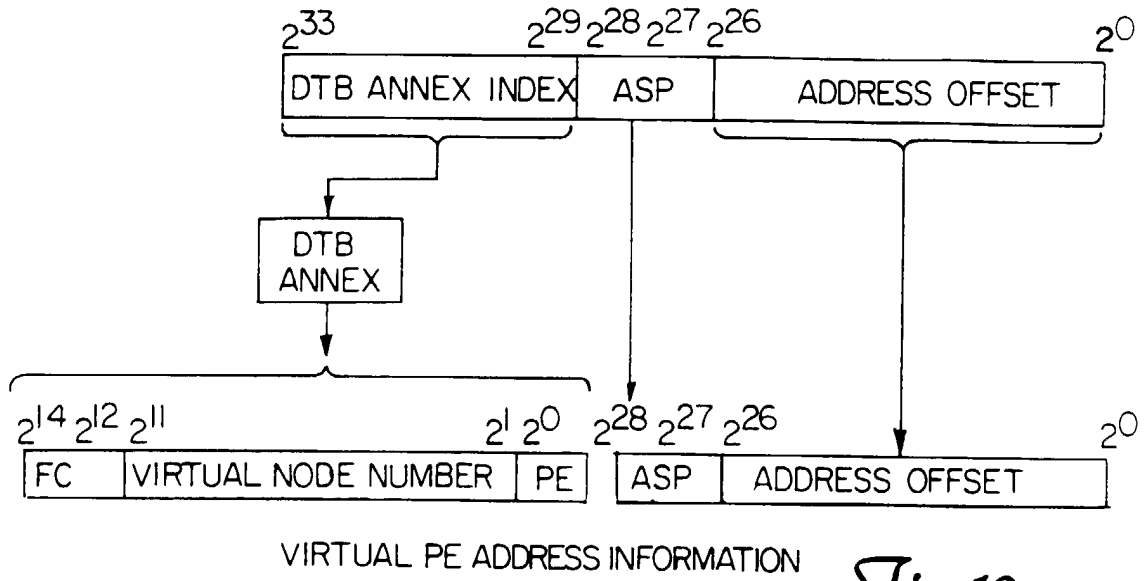 2^33 2^29 2^28 2^27 2^26 2^0
DTB ANNEX INDEX ASP ADDRESS OFFSET
DTB
ANNEX
2^14 2^12 2^11 2^1 2^0 2^28 2^27 2^26 2^0
FC VIRTUAL NODE NUMBER PE ASP ADDRESS OFFSET
VIRTUAL PE ADDRESS INFORMATION